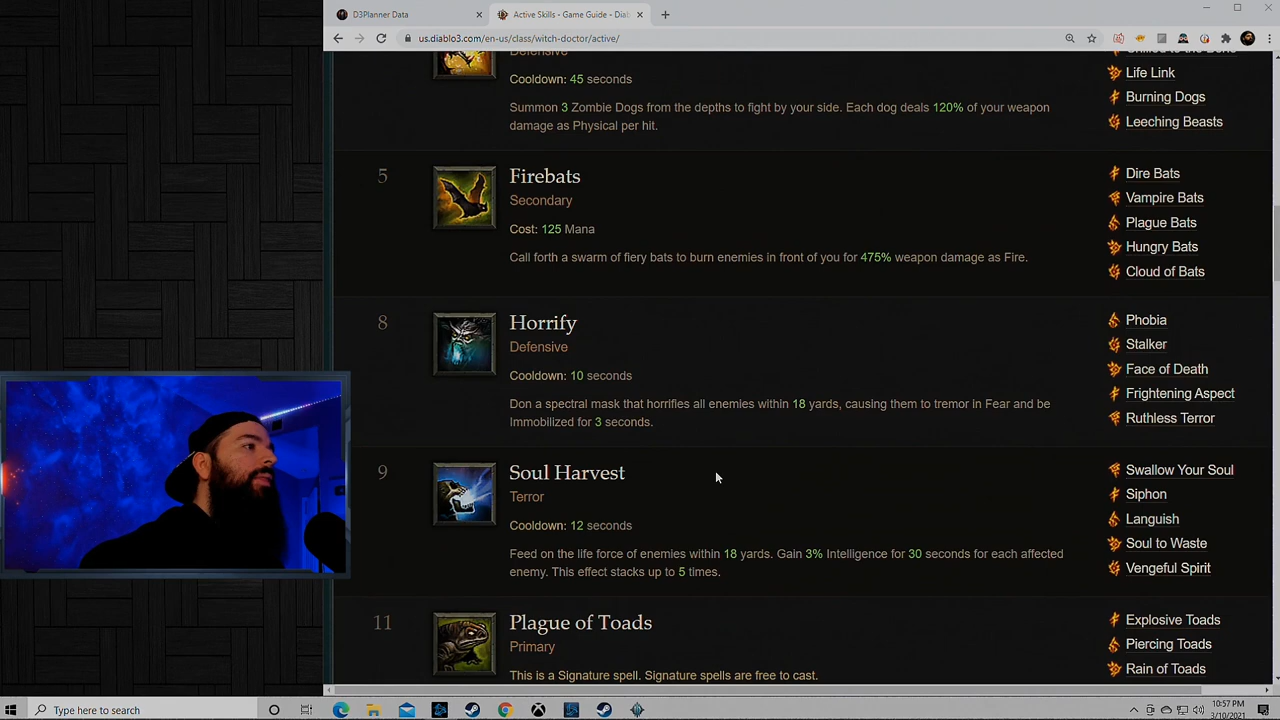 D3Planner Data
Active Skills - Game Guide - Diab
us.diablo3.com/en-us/class/witch-doctor/active/
Defensive
Chilled to the Bone
Cooldown: 45 seconds
Life Link
Summon 3 Zombie Dogs from the depths to fight by your side. Each dog deals 120% of your weapon
damage as Physical per hit.
Burning Dogs
Leeching Beasts
5
Firebats
Secondary
Cost: 125 Mana
Call forth a swarm of fiery bats to burn enemies in front of you for 475% weapon damage as Fire.
Dire Bats
Vampire Bats
Plague Bats
Hungry Bats
Cloud of Bats
8
Horrify
Defensive
Cooldown: 10 seconds
Don a spectral mask that horrifies all enemies within 18 yards, causing them to tremor in Fear and be
Immobilized for 3 seconds.
Phobia
Stalker
Face of Death
Frightening Aspect
Ruthless Terror
9
Soul Harvest
Terror
Cooldown: 12 seconds
Feed on the life force of enemies within 18 yards. Gain 3% Intelligence for 30 seconds for each affected
enemy. This effect stacks up to 5 times.
Swallow Your Soul
Siphon
Languish
Soul to Waste
Vengeful Spirit
11
Plague of Toads
Primary
This is a Signature spell. Signature spells are free to cast.
Explosive Toads
Piercing Toads
Rain of Toads
Type here to search
10:57 PM
3/10/2021